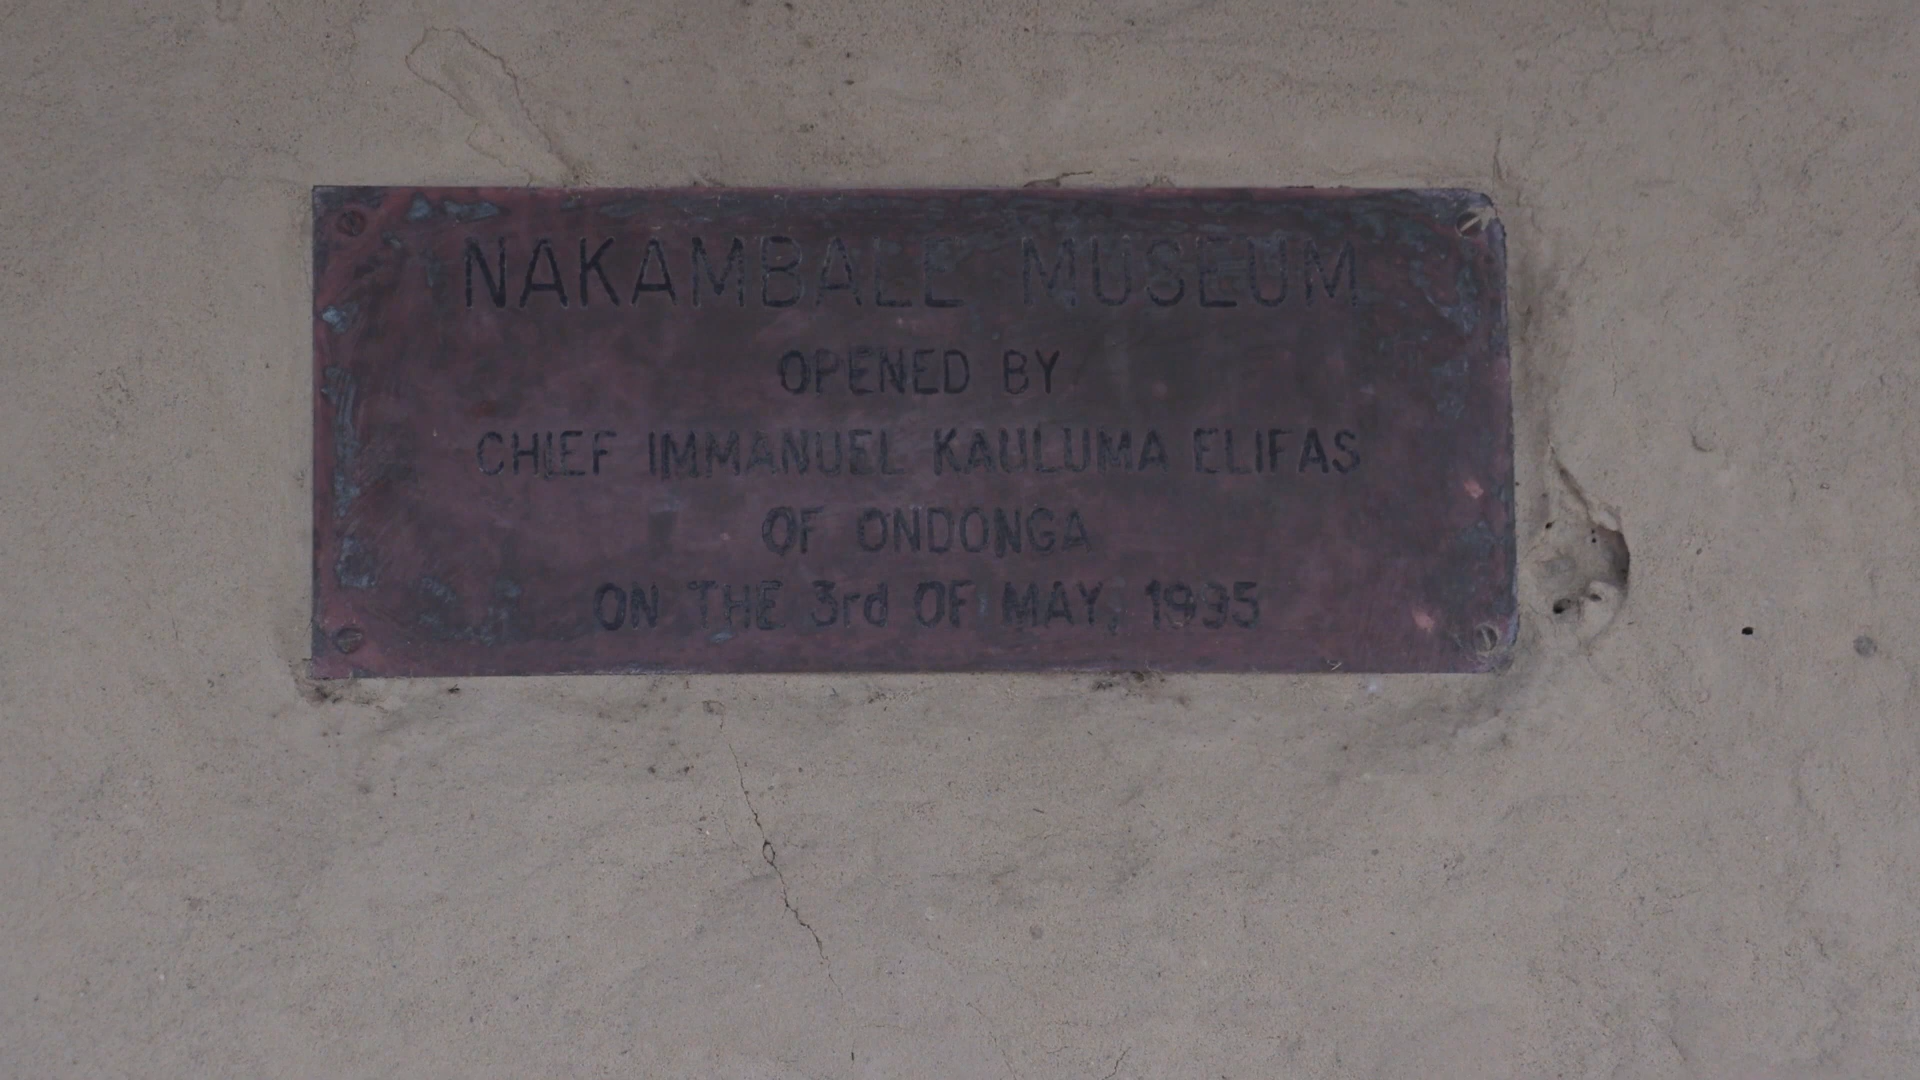 NAKAMBALE MUSEUM
OPENED BY
CHIEF IMMANUEL KAULUMA ELIFAS
OF ONDONGA
ON THE 3rd OF MAY, 1995